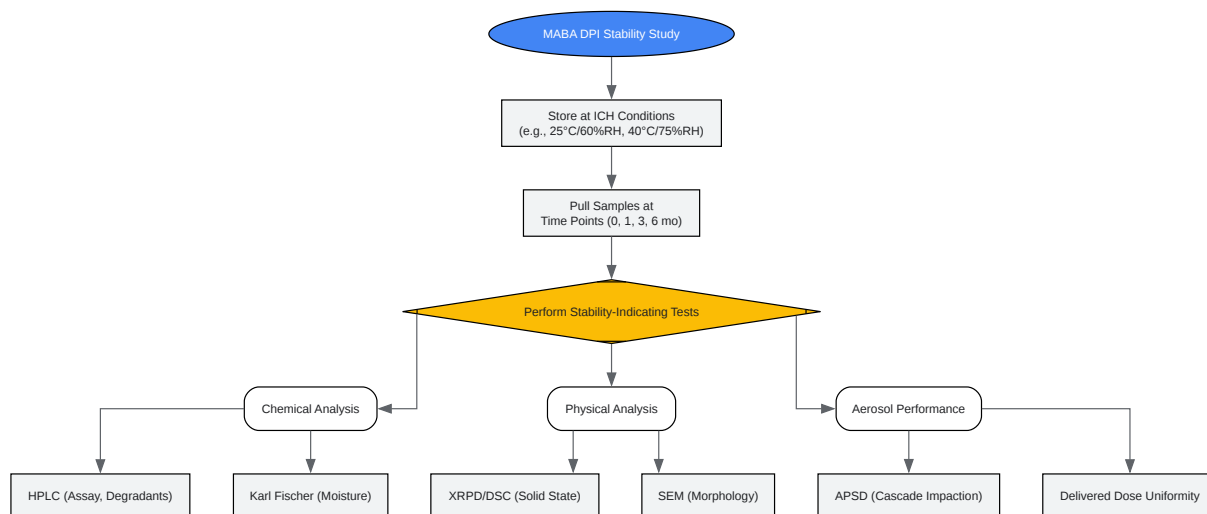 MABA DPI Stability Study
Store at ICH Conditions
(e.g., 25°C/60%RH, 40°C/75%RH)
Pull Samples at
Time Points (0, 1, 3, 6 mo)
Perform Stability-Indicating Tests
Chemical Analysis
Physical Analysis
Aerosol Performance
HPLC (Assay, Degradants)
Karl Fischer (Moisture)
XRPD/DSC (Solid State)
SEM (Morphology)
APSD (Cascade Impaction)
Delivered Dose Uniformity